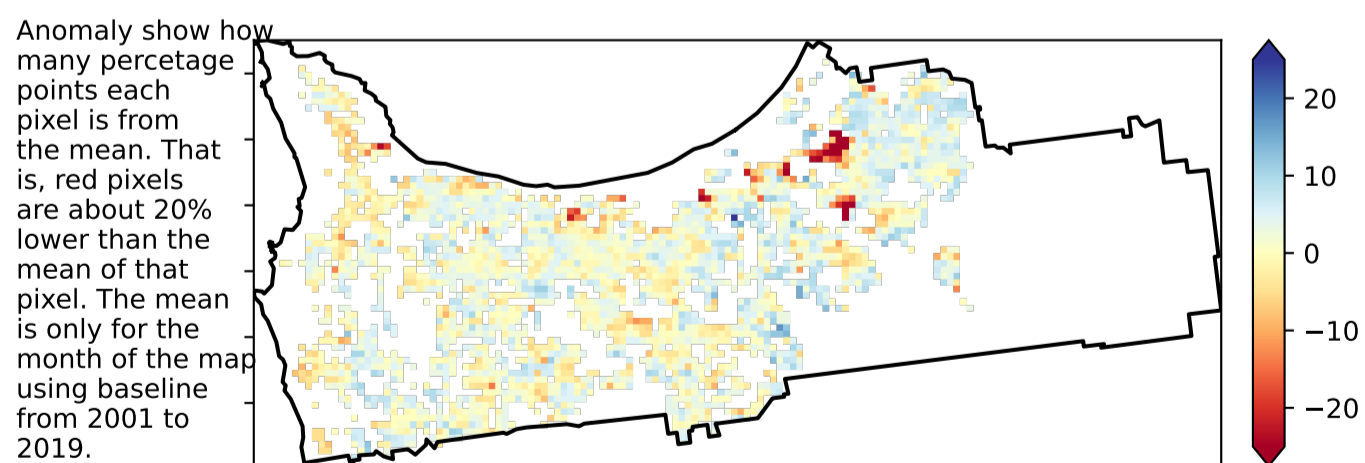 Anomaly show how
many percetage
points each
pixel is from
the mean. That
is, red pixels
are about 20%
lower than the
mean of that
pixel. The mean
is only for the
month of the map
using baseline
from 2001 to
2019.
20
10
0
−10
−20